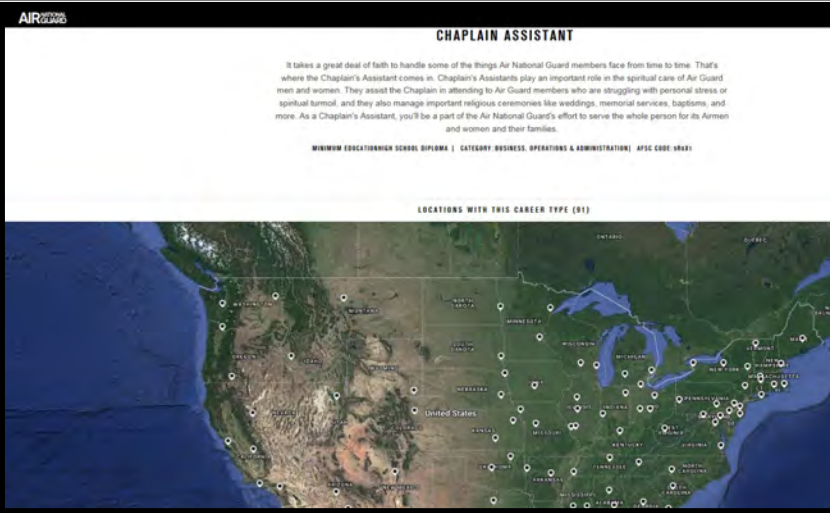 AIR NATIONAL GUARD
CHAPLAIN ASSISTANT
It takes a great deal of faith to handle some of the things Air National Guard members face from time to time. That's
where the Chaplain's Assistant comes in. Chaplain's Assistants play an important role in the spiritual care of Air Guard
men and women. They assist the Chaplain in attending to Air Guard members who are struggling with personal stress or
spiritual turmoil, and they also manage important religious ceremonies like weddings, memorial services, baptisms, and
more. As a Chaplain's Assistant, you'll be a part of the Air National Guard's effort to serve the whole person for its Airmen
and women and their families.
MINIMUM EDUCATIONHIGH SCHOOL DIPLOMA | CATEGORY: BUSINESS, OPERATIONS & ADMINISTRATION| AFSC CODE:
LOCATIONS WITH THIS CAREER TYPE (91)
ONTARIO
QUEBEC
WASHINGTON
MONTANA
NORTH DAKOTA
MINNESOTA
VERMONT
OREGON
IDAHO
WYOMING
SOUTH DAKOTA
WISCONSIN
MICHIGAN
NEW YORK
NEW HAMPSHIRE
MASSACHUSETTS
NEBRASKA
PENNSYLVANIA
NEVADA
United States
INDIANA
COLORADO
KANSAS
MISSOURI
WEST VIRGINIA
KENTUCKY
VIRGINIA
CALIFORNIA
OKLAHOMA
TENNESSEE
NORTH CAROLINA
ARIZONA
NEW MEXICO
ARKANSAS
MISSISSIPPI
ALABAMA
GEORGIA